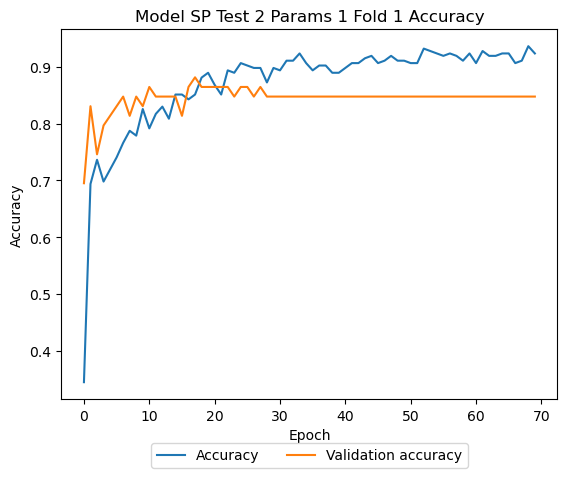 Model SP Test 2 Params 1 Fold 1 Accuracy
0.9
0.8
0.7
0.6
0.5
0.4
Accuracy
0 10 20 30 40 50 60 70
Epoch
Accuracy Validation accuracy